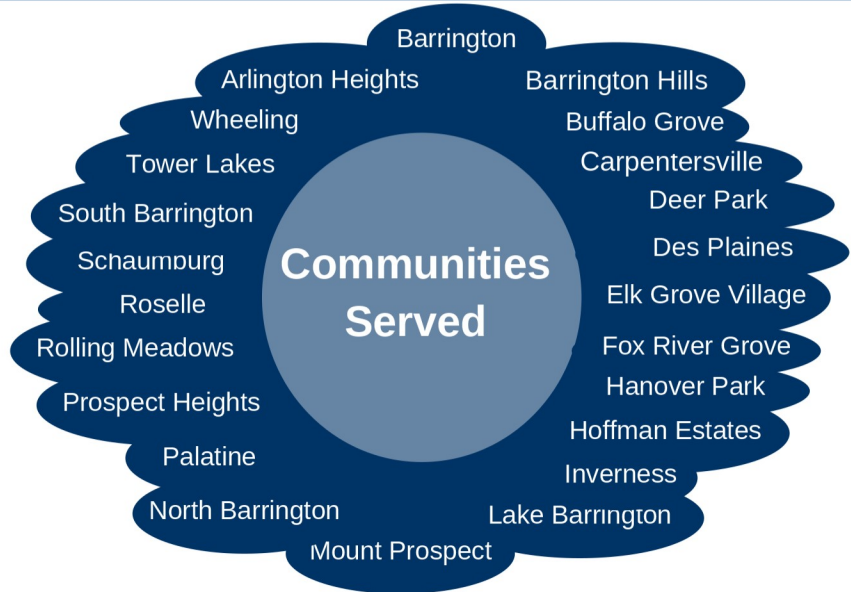 Barrington
Arlington Heights
Barrington Hills
Wheeling
Buffalo Grove
Tower Lakes
Carpentersville
Deer Park
South Barrington
Des Plaines
Schaumburg
Communities
Served
Elk Grove Village
Roselle
Rolling Meadows
Fox River Grove
Hanover Park
Prospect Heights
Hoffman Estates
Palatine
Inverness
North Barrington
Lake Barrington
Mount Prospect